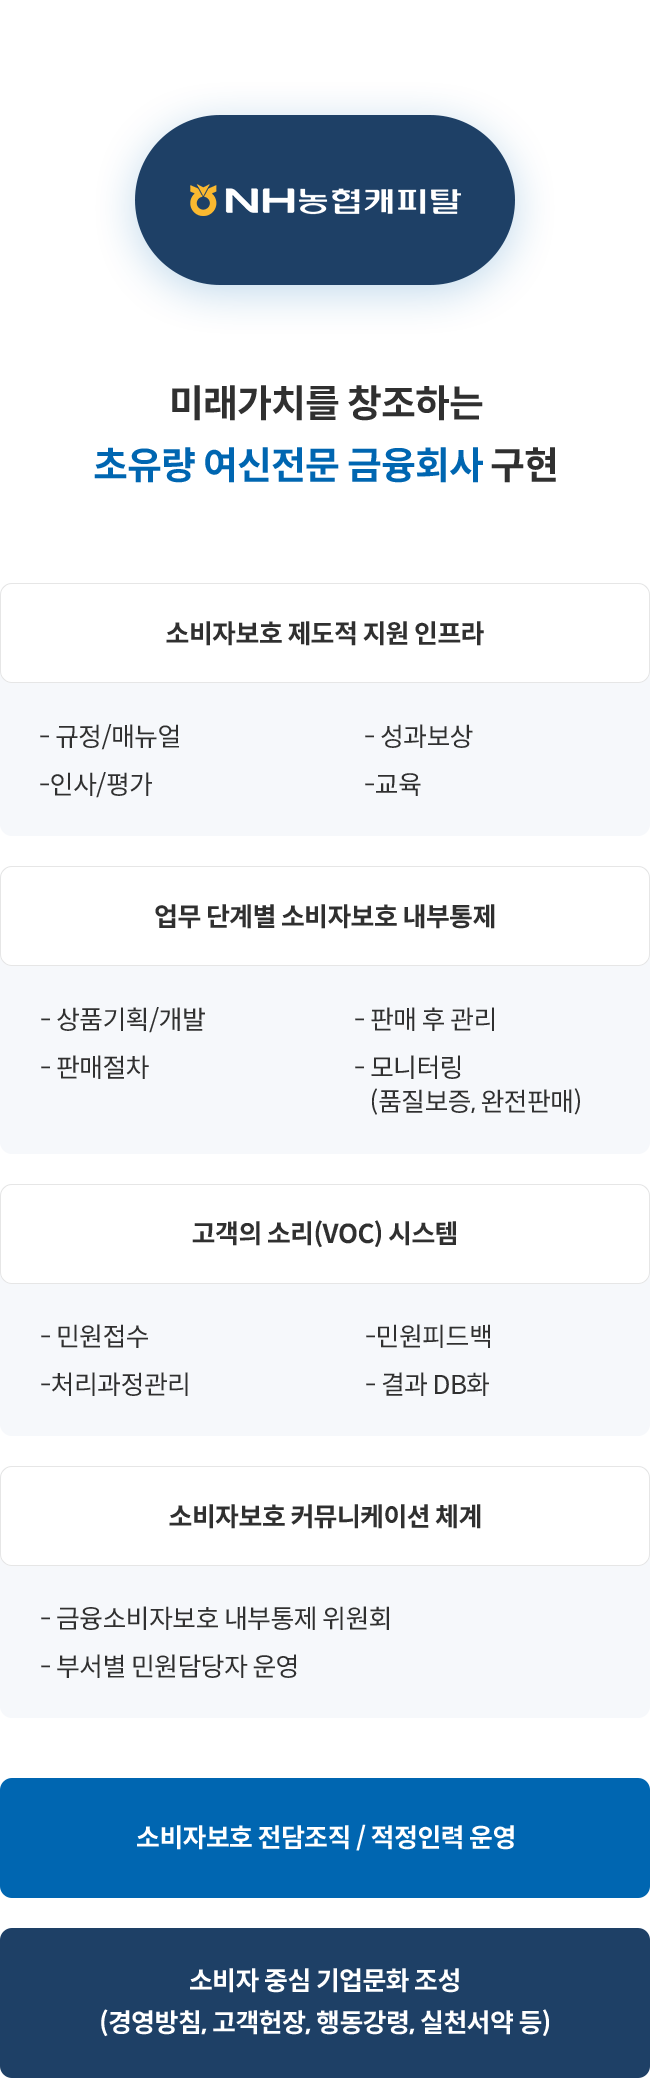 NH농협캐피탈
미래가치를 창조하는
초유량 여신전문 금융회사 구현
소비자보호 제도적 지원 인프라
- 규정/매뉴얼
- 성과보상
-인사/평가
-교육
업무 단계별 소비자보호 내부통제
- 상품기획/개발
- 판매 후 관리
- 판매절차
- 모니터링
(품질보증, 완전판매)
고객의 소리(VOC) 시스템
- 민원접수
-민원피드백
-처리과정관리
- 결과 DB화
소비자보호 커뮤니케이션 체계
- 금융소비자보호 내부통제 위원회
- 부서별 민원담당자 운영
소비자보호 전담조직 / 적정인력 운영
소비자 중심 기업문화 조성
(경영방침, 고객헌장, 행동강령, 실천서약 등)